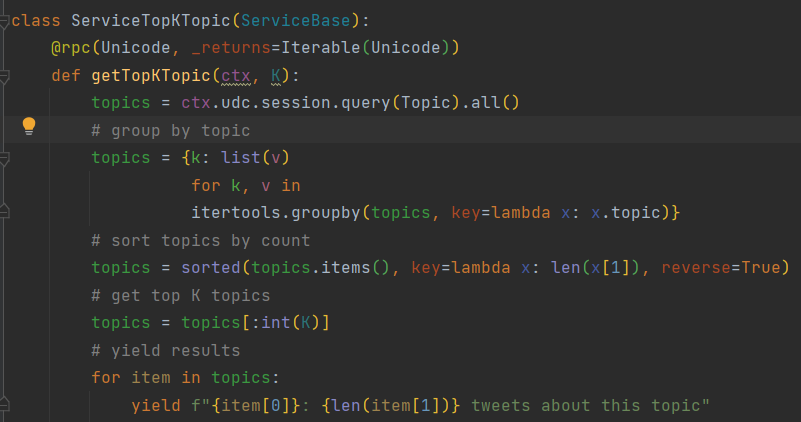 class ServiceTopKTopic(ServiceBase):
    @rpc(Unicode, _returns=Iterable(Unicode))
    def getTopKTopic(ctx, K):
        topics = ctx.udc.session.query(Topic).all()
        # group by topic
        topics = {k: list(v)
                  for k, v in
                  itertools.groupby(topics, key=lambda x: x.topic)}
        # sort topics by count
        topics = sorted(topics.items(), key=lambda x: len(x[1]), reverse=True)
        # get top K topics
        topics = topics[:int(K)]
        # yield results
        for item in topics:
            yield f"{item[0]}: {len(item[1])} tweets about this topic"